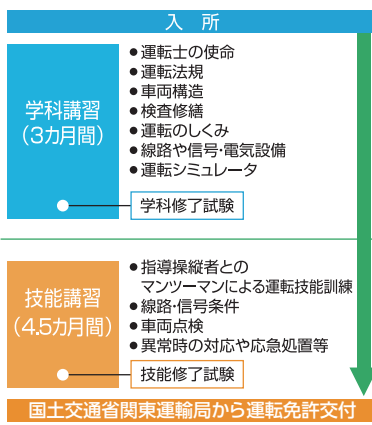 入 所
学科講習
(3カ月間)
●運転士の使命
●運転法規
●車両構造
●検査修繕
●運転のしくみ
●線路や信号・電気設備
●運転シミュレータ
学科修了試験
技能講習
(4.5カ月間)
●指導操縦者との
マンツーマンによる運転技能訓練
●線路・信号条件
●車両点検
●異常時の対応や応急処置等
技能修了試験
国土交通省関東運輸局から運転免許交付